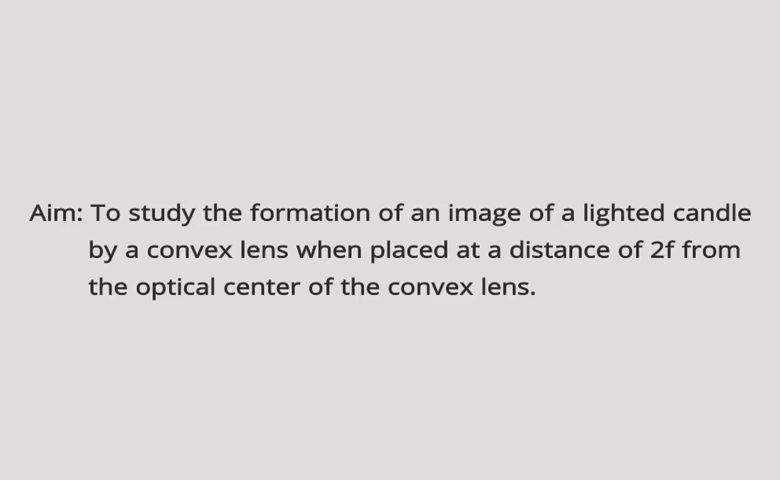 Aim: To study the formation of an image of a lighted candle
by a convex lens when placed at a distance of 2f from
the optical center of the convex lens.